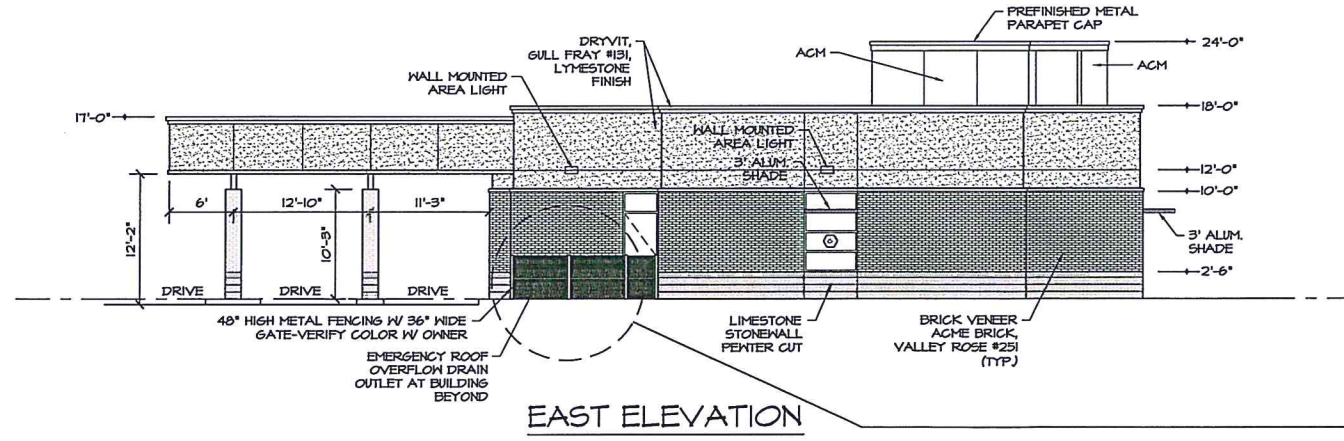 PREFINISHED METAL
PARAPET CAP
24'-0"
DRYVIT,
GULL FRAY #131,
LYMESTONE
FINISH
ACM
ACM
WALL MOUNTED
AREA LIGHT
18'-0"
17'-0"
WALL MOUNTED
AREA LIGHT
3' ALUM.
SHADE
12'-0"
10'-0"
6'
12'-10"
11'-3"
12'-2"
10'-8"
3' ALUM.
SHADE
2'-6"
DRIVE
DRIVE
DRIVE
48" HIGH METAL FENCING W/ 36" WIDE
GATE-VERIFY COLOR W/ OWNER
LIMESTONE
STONEWALL
PEWTER CUT
BRICK VENEER
ACME BRICK,
VALLEY ROSE #251
(TYP.)
EMERGENCY ROOF
OVERFLOW DRAIN
OUTLET AT BUILDING
BEYOND
EAST ELEVATION